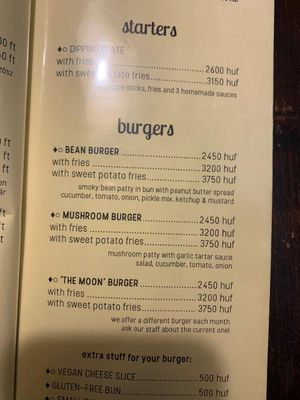 huf
starters
♦○ DIPPING PLATE
with fries 2600 huf
with sweet potato fries 3150 huf
sticks, fries and 3 homemade sauces
burgers
♦○ BEAN BURGER 2450 huf
with fries 3200 huf
with sweet potato fries 3750 huf
smoky bean patty in bun with peanut butter spread
cucumber, tomato, onion, pickle mix, ketchup & mustard
♦○ MUSHROOM BURGER 2450 huf
with fries 3200 huf
with sweet potato fries 3750 huf
mushroom patty with garlic tartar sauce
salad, cucumber, tomato, onion
♦○ 'THE MOON' BURGER 2450 huf
with fries 3200 huf
with sweet potato fries 3750 huf
we offer a different burger each month
ask our staff about the current one!
extra stuff for your burger:
♦○ VEGAN CHEESE SLICE 500 huf
♦ GLUTEN-FREE BUN 500 huf